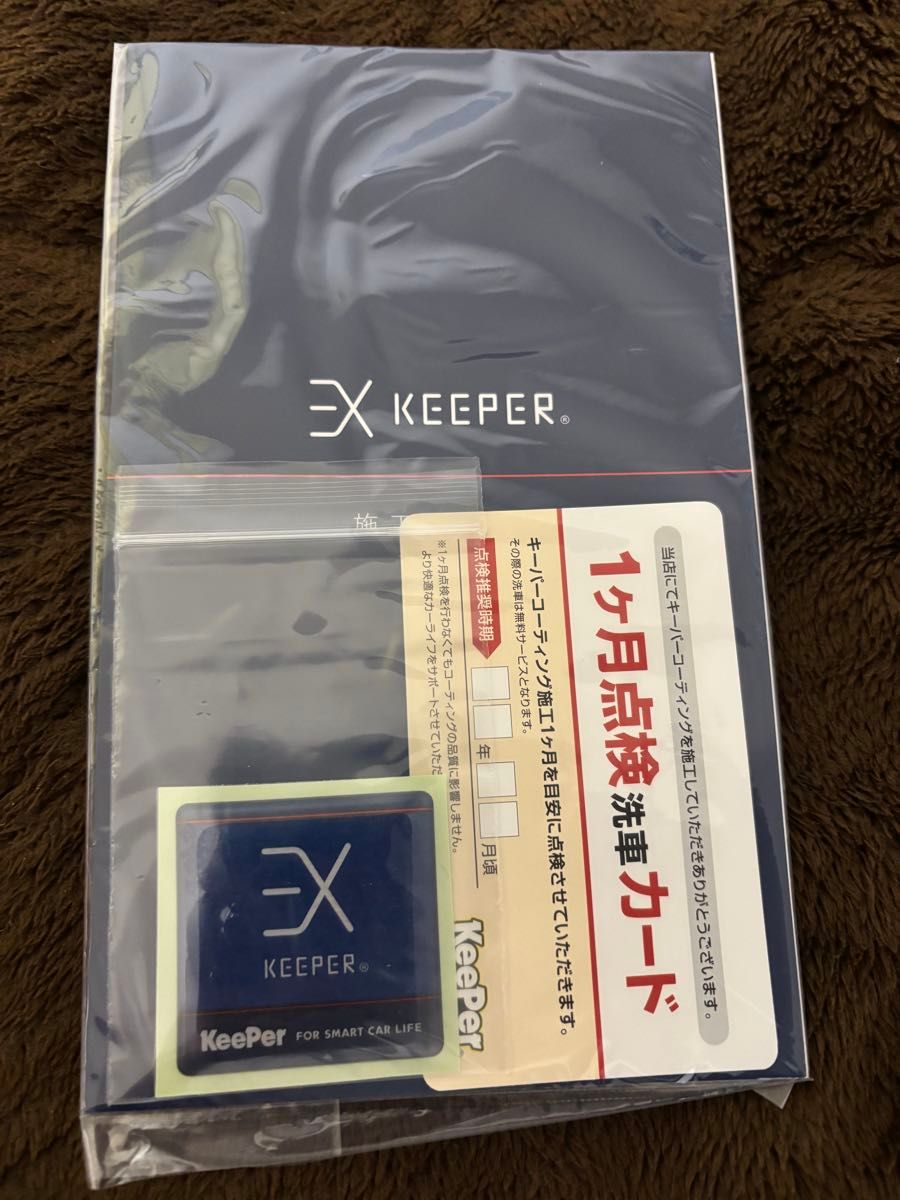 EX KEEPER®
施工
当店にてキーパーコーティングを施工していただきありがとうございます。
1ヶ月点検洗車カード
キーパーコーティング施工1ヶ月を目安に点検させていただきます。
その際の洗車は無料サービスとなります。
点検推奨時期
年
月頃
※1ヶ月点検を行わなくてもコーティングの品質に影響しません。
より快適なカーライフをサポートさせていただ
KeePer
EX
KEEPER®
KeePer FOR SMART CAR LIFE